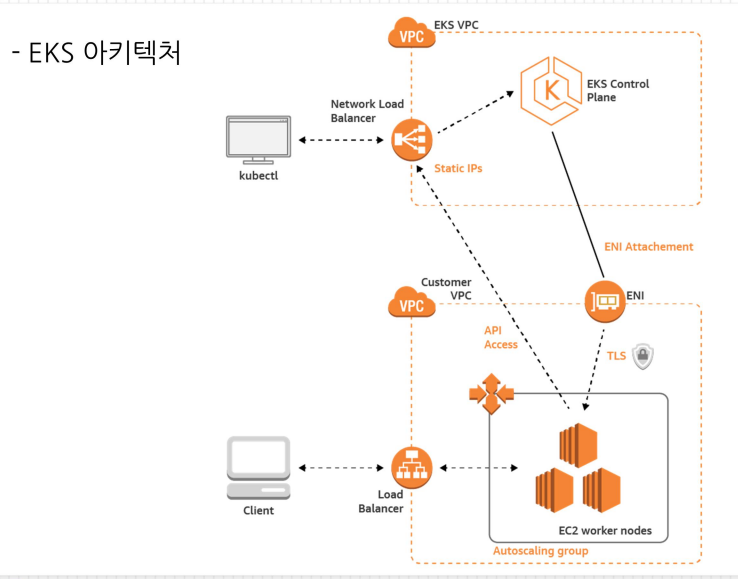 - EKS 아키텍처
VPC
EKS VPC
K
EKS Control
Plane
Network Load
Balancer
Static IPs
kubectl
ENI Attachement
Customer
VPC
VPC
ENI
API
Access
TLS
Client
Load
Balancer
EC2 worker nodes
Autoscaling group